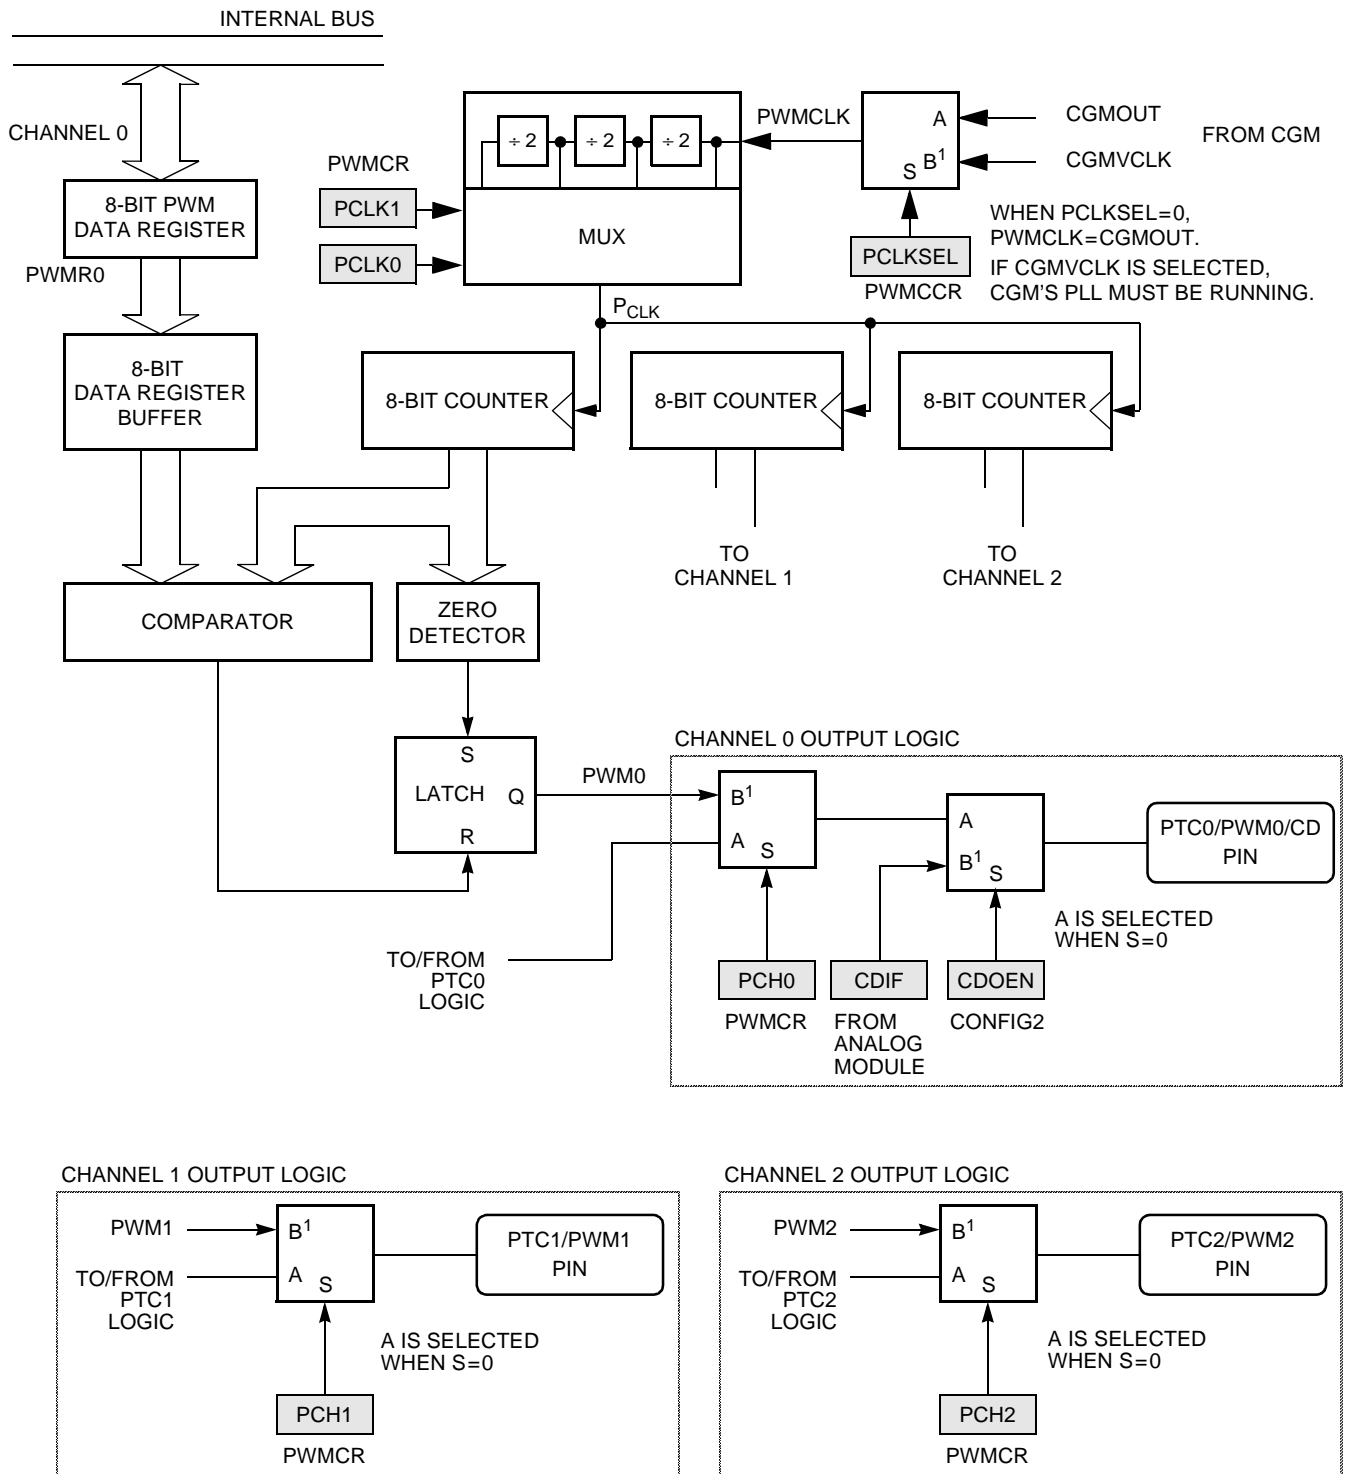 INTERNAL BUS
CHANNEL 0
8-BIT PWM
DATA REGISTER
PWMR0
8-BIT
DATA REGISTER
BUFFER
PWMCR
PCLK1
PCLK0
÷ 2
÷ 2
÷ 2
MUX
PWMCLK
A
B1
S
CGMOUT
CGMVCLK
FROM CGM
PCLKSEL
PWMCCR
WHEN PCLKSEL=0,
PWMCLK=CGMOUT.
IF CGMVCLK IS SELECTED,
CGM'S PLL MUST BE RUNNING.
PCLK
8-BIT COUNTER
8-BIT COUNTER
8-BIT COUNTER
TO
CHANNEL 1
TO
CHANNEL 2
COMPARATOR
ZERO
DETECTOR
S
LATCH
Q
R
PWM0
CHANNEL 0 OUTPUT LOGIC
B1
A
S
A
B1
S
PTC0/PWM0/CD
PIN
A IS SELECTED
WHEN S=0
TO/FROM
PTC0
LOGIC
PCH0
PWMCR
CDIF
FROM
ANALOG
MODULE
CDOEN
CONFIG2
CHANNEL 1 OUTPUT LOGIC
PWM1
TO/FROM
PTC1
LOGIC
B1
A
S
PTC1/PWM1
PIN
A IS SELECTED
WHEN S=0
PCH1
PWMCR
CHANNEL 2 OUTPUT LOGIC
PWM2
TO/FROM
PTC2
LOGIC
B1
A
S
PTC2/PWM2
PIN
A IS SELECTED
WHEN S=0
PCH2
PWMCR